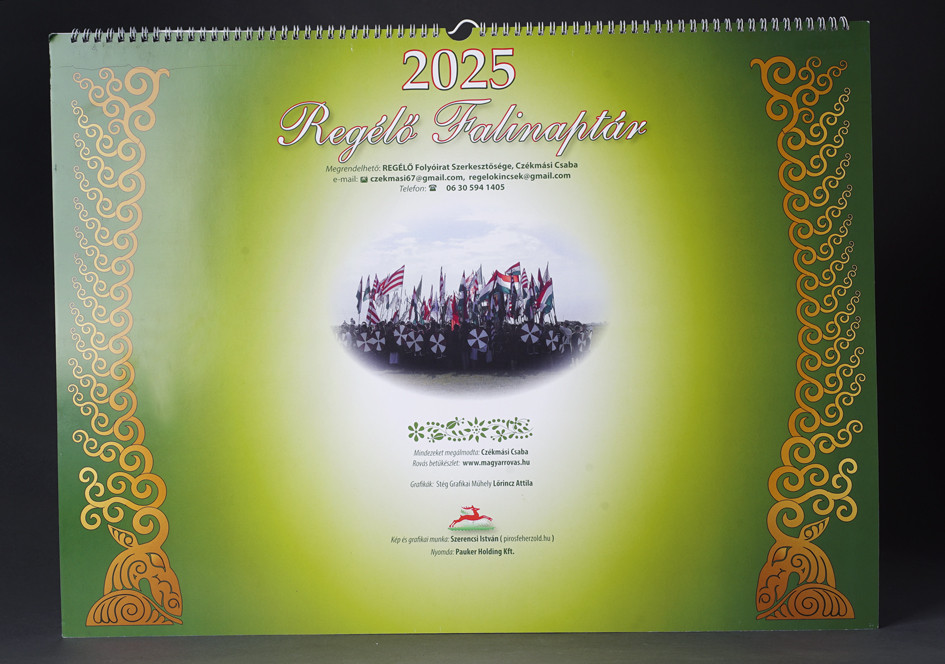 2025
Regélő Falinaptár
Megrendelhető: REGÉLŐ Folyóirat Szerkesztősége, Czékmási Csaba
e-mail: czekmasi67@gmail.com, regelokincsek@gmail.com
Telefon: 06 30 594 1405
Mindezeket megálmodta: Czékmási Csaba
Rovás betűkészlet: www.magyarrovas.hu
Grafikák: Stég Grafikai Műhely Lőrincz Attila
Kép és grafikai munka: Szerencsi István ( pirosfeherzold.hu )
Nyomda: Pauker Holding Kft.